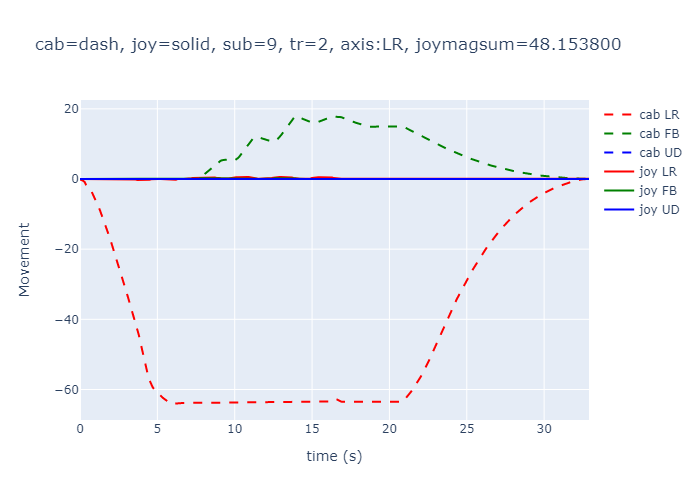 cab=dash, joy=solid, sub=9, tr=2, axis:LR, joymagsum=48.153800
20
0
−20
−40
−60
Movement
0
5
10
15
20
25
30
time (s)
cab LR
cab FB
cab UD
joy LR
joy FB
joy UD